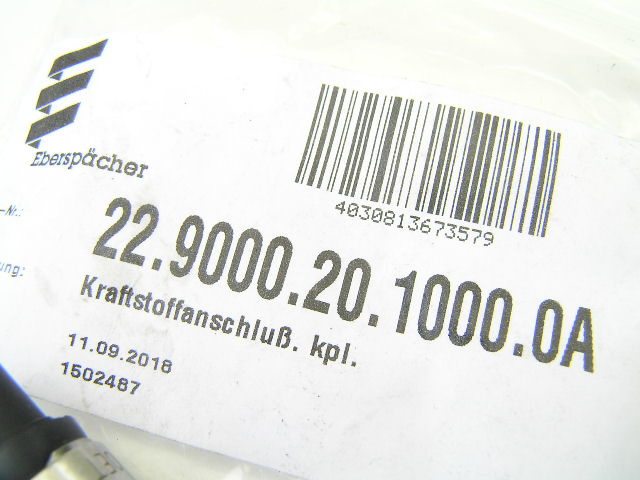 Eberspächer
4030813673579
-Nr.:
22.9000.20.1000.0A
ung:
Kraftstoffanschluß. kpl.
11.09.2018
1502487